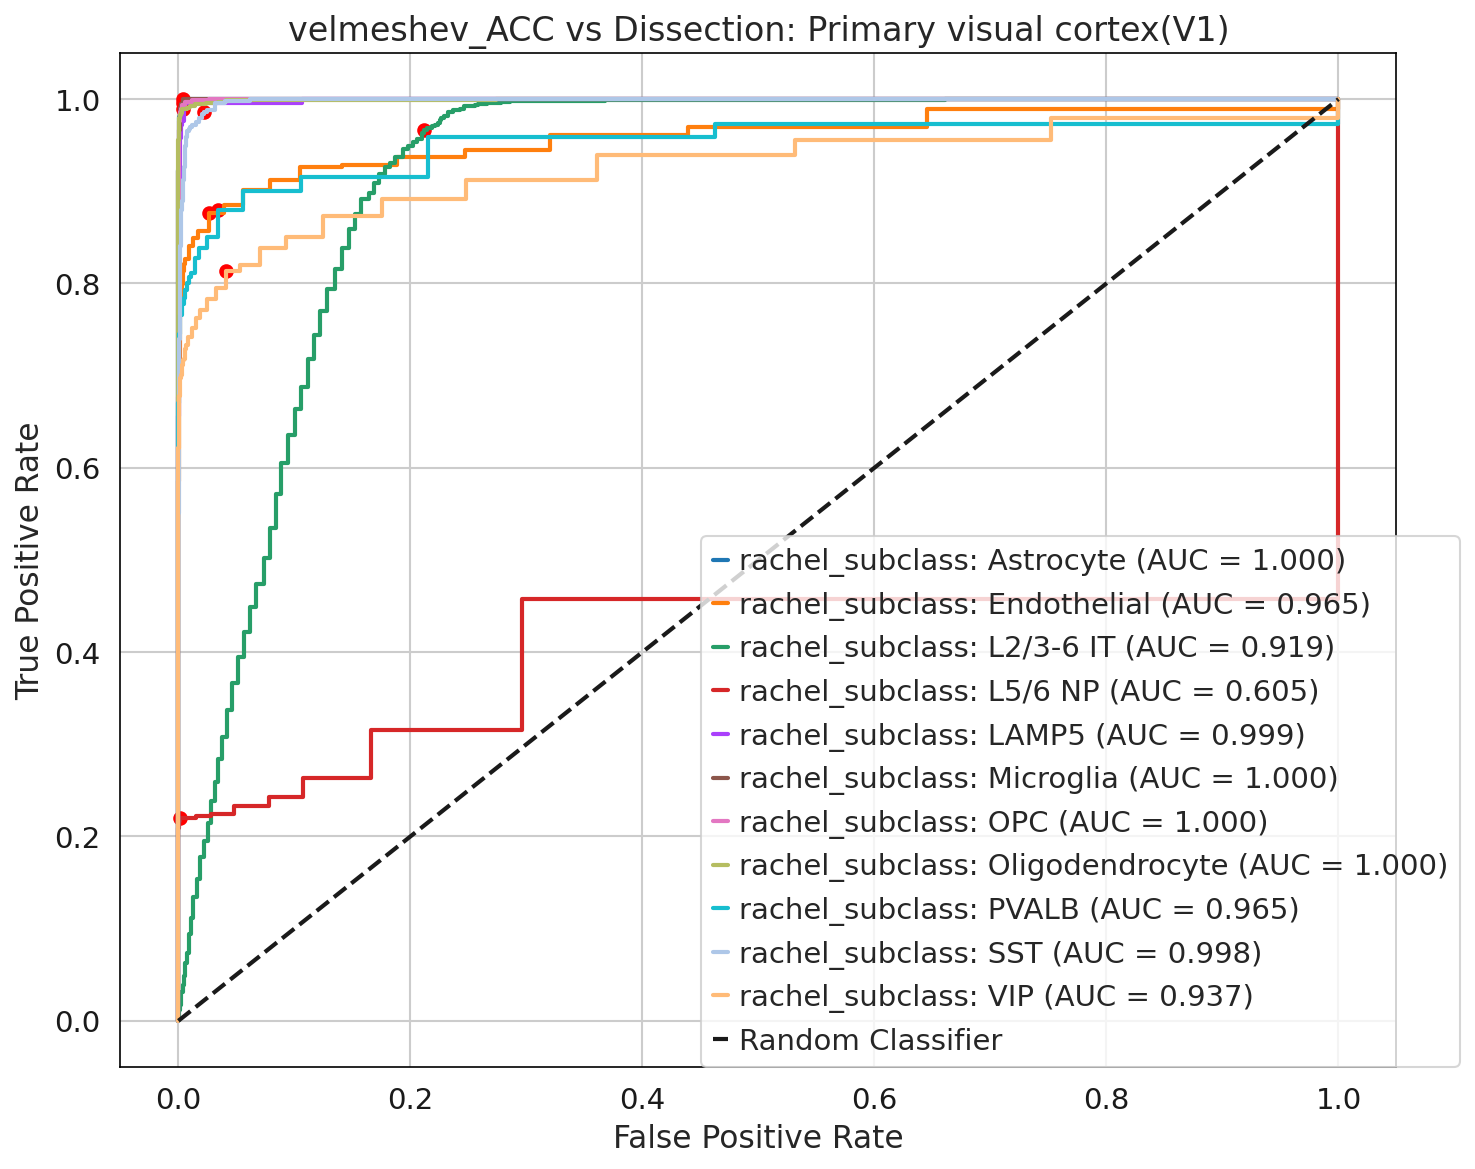 velmeshev_ACC vs Dissection: Primary visual cortex(V1)
1.0
0.8
0.6
0.4
0.2
0.0
True Positive Rate
rachel_subclass: Astrocyte (AUC = 1.000)
rachel_subclass: Endothelial (AUC = 0.965)
rachel_subclass: L2/3-6 IT (AUC = 0.919)
rachel_subclass: L5/6 NP (AUC = 0.605)
rachel_subclass: LAMP5 (AUC = 0.999)
rachel_subclass: Microglia (AUC = 1.000)
rachel_subclass: OPC (AUC = 1.000)
rachel_subclass: Oligodendrocyte (AUC = 1.000)
rachel_subclass: PVALB (AUC = 0.965)
rachel_subclass: SST (AUC = 0.998)
rachel_subclass: VIP (AUC = 0.937)
Random Classifier
0.0 0.2 0.4 0.6 0.8 1.0
False Positive Rate